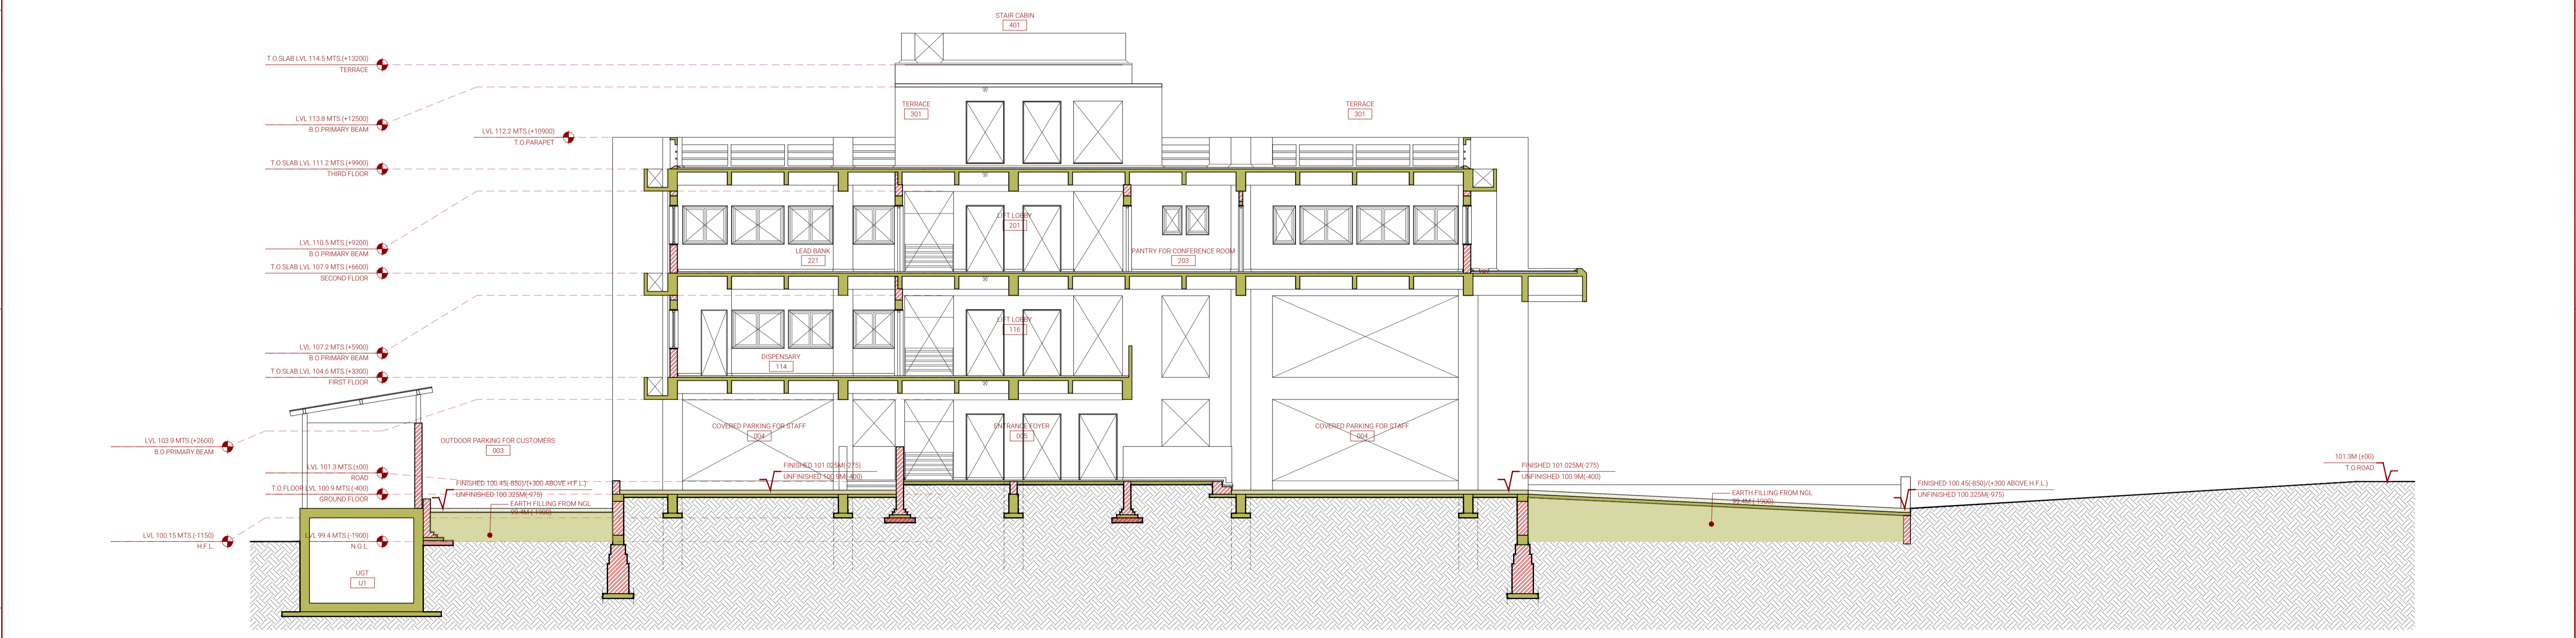 STAIR CABIN
401
T.O.SLAB LVL 114.5 MTS.(+13200)
TERRACE
TERRACE
301
TERRACE
301
LVL 113.8 MTS.(+12500)
B.O.PRIMARY BEAM
LVL 112.2 MTS.(+10900)
T.O.PARAPET
T.O.SLAB LVL 111.2 MTS.(+9900)
THIRD FLOOR
LIFT LOBBY
201
LVL 110.5 MTS.(+9200)
B.O.PRIMARY BEAM
LEAD BANK
221
PANTRY FOR CONFERENCE ROOM
203
T.O.SLAB LVL 107.9 MTS.(+6600)
SECOND FLOOR
LIFT LOBBY
116
LVL 107.2 MTS.(+5900)
B.O.PRIMARY BEAM
DISPENSARY
114
T.O.SLAB LVL 104.6 MTS.(+3300)
FIRST FLOOR
COVERED PARKING FOR STAFF
004
ENTRANCE FOYER
005
COVERED PARKING FOR STAFF
004
LVL 103.9 MTS.(+2600)
B.O.PRIMARY BEAM
OUTDOOR PARKING FOR CUSTOMERS
003
LVL 101.3 MTS.(±00)
ROAD
FINISHED 101.025M(-275)
UNFINISHED 100.9M(-400)
FINISHED 101.025M(-275)
UNFINISHED 100.9M(-400)
101.3M (±00)
T.O.ROAD
T.O.FLOOR LVL 100.9 MTS.(-400)
GROUND FLOOR
FINISHED 100.45(-850)/(+300 ABOVE H.F.L.)
UNFINISHED 100.325M(-975)
FINISHED 100.45(-850)/(+300 ABOVE H.F.L.)
UNFINISHED 100.325M(-975)
EARTH FILLING FROM NGL
99.4M (-1900)
EARTH FILLING FROM NGL
99.4M (-1900)
LVL 100.15 MTS.(-1150)
H.F.L.
LVL 99.4 MTS.(-1900)
N.G.L.
UGT
U1